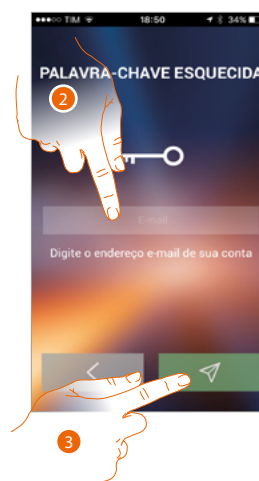 TIM 18:50 34%
PALAVRA-CHAVE ESQUECIDA
2
E-mail
Digite o endereço e-mail de sua conta
3